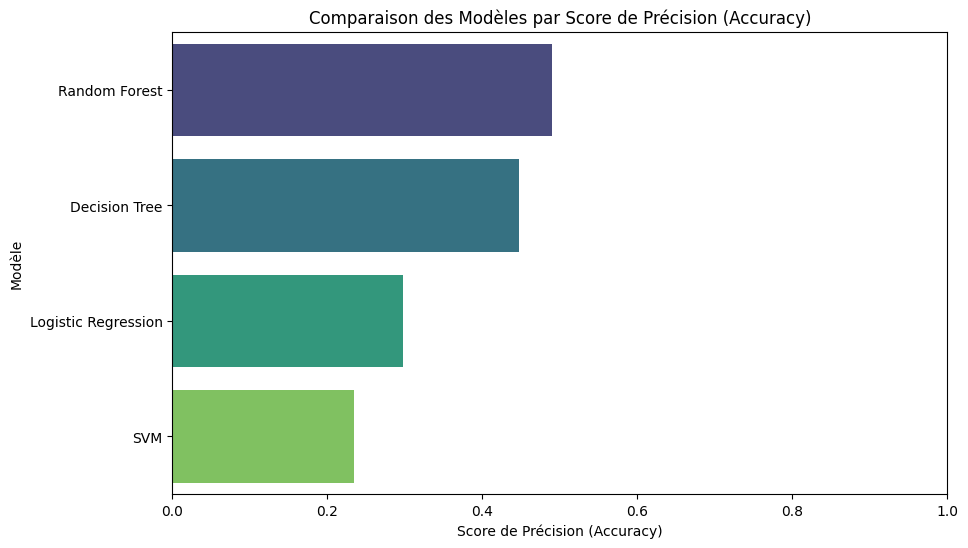 Comparaison des Modèles par Score de Précision (Accuracy)
Modèle
Random Forest
Decision Tree
Logistic Regression
SVM
0.0 0.2 0.4 0.6 0.8 1.0
Score de Précision (Accuracy)